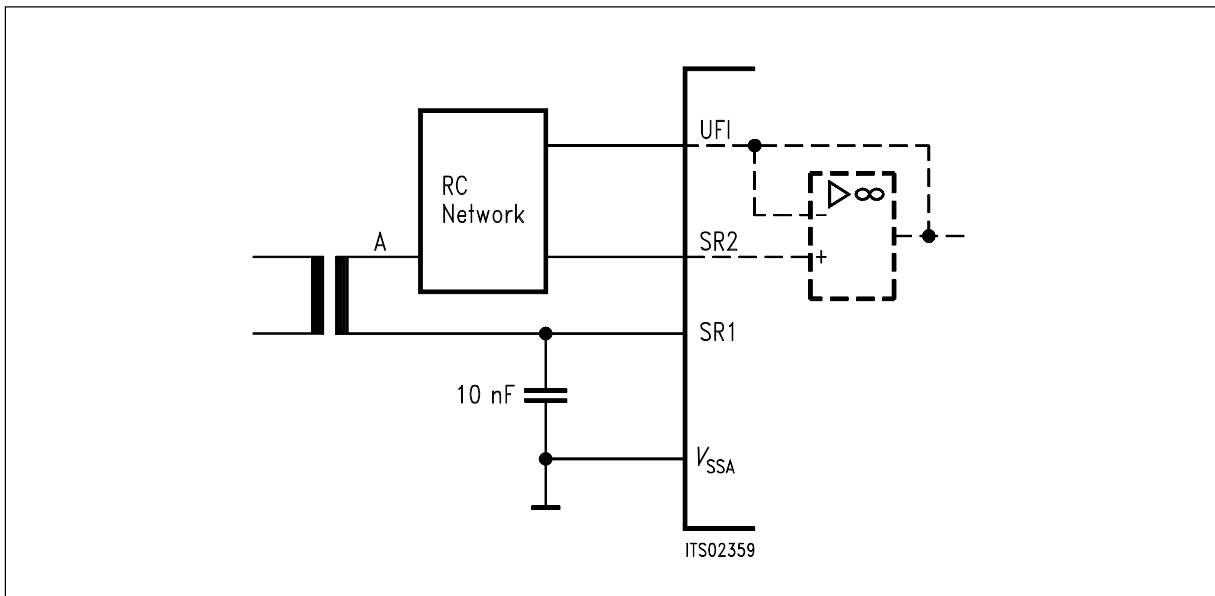 UFI
▷ ∞
RC
Network
−
A
SR2
+
SR1
10 nF
VSSA
ITS02359